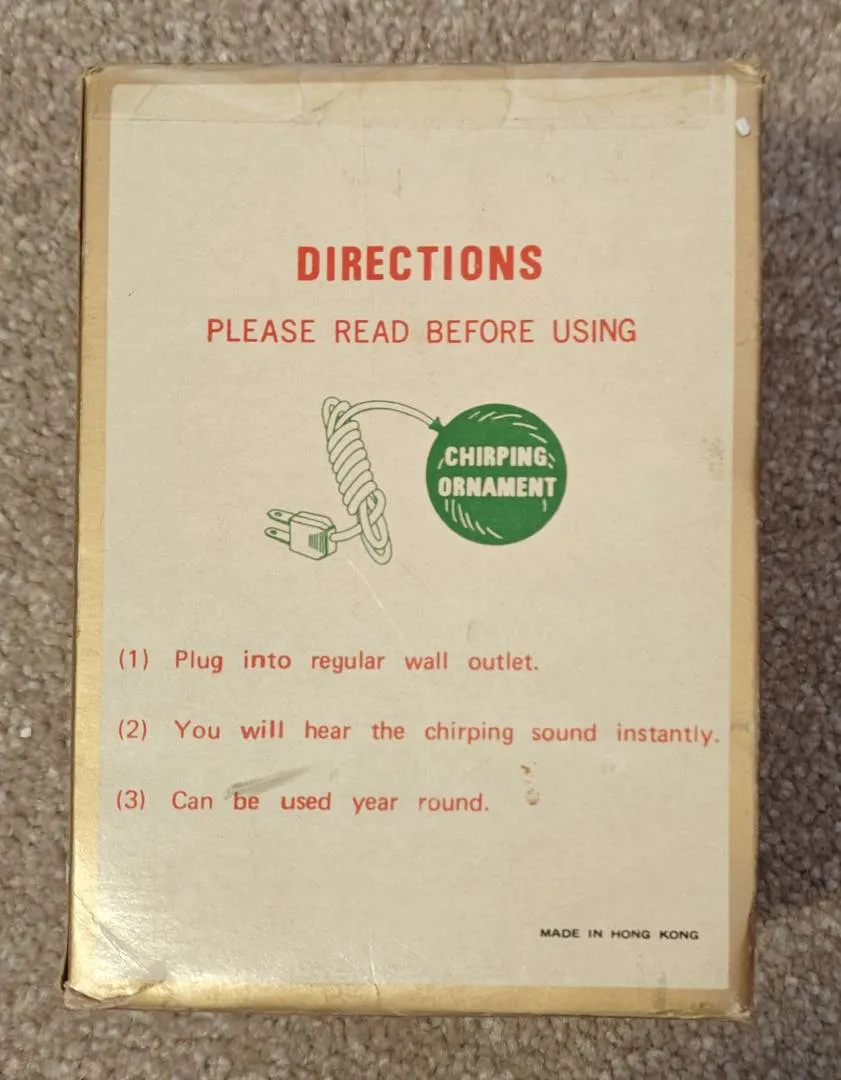 DIRECTIONS
PLEASE READ BEFORE USING
CHIRPING
ORNAMENT
(1) Plug into regular wall outlet.
(2) You will hear the chirping sound instantly.
(3) Can be used year round.
MADE IN HONG KONG